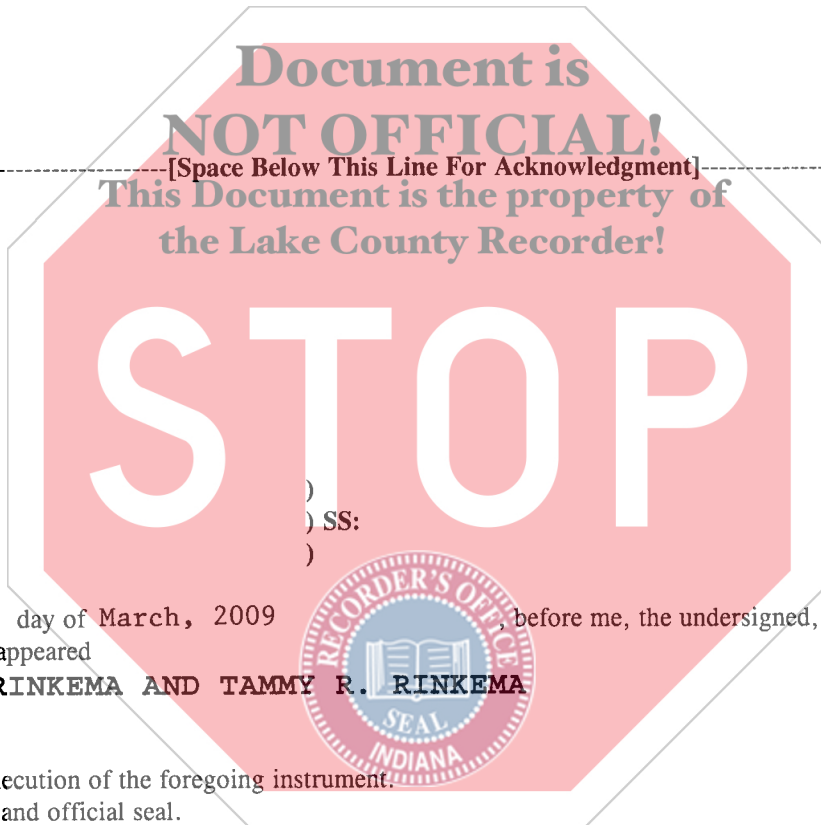 Document is
NOT OFFICIAL!
[Space Below This Line For Acknowledgment]
This Document is the property of
the Lake County Recorder!
STOP
)
) SS:
)
RECORDER'S OFFICE
day of March, 2009 , before me, the undersigned,
appeared
RINKEMA AND TAMMY R. RINKEMA
SEAL
INDIANA
ecution of the foregoing instrument.
and official seal.